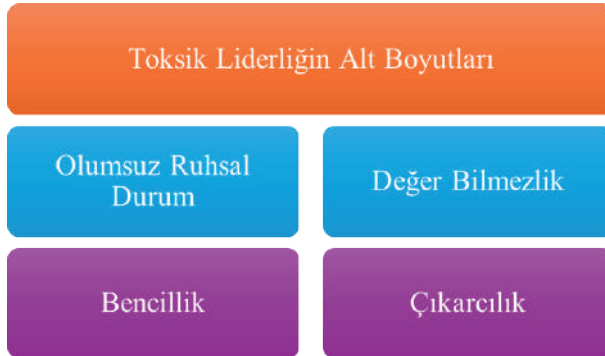 Toksik Liderliğin Alt Boyutları
Olumsuz Ruhsal
Durum
Değer Bilmezlik
Bencillik
Çıkarcılık